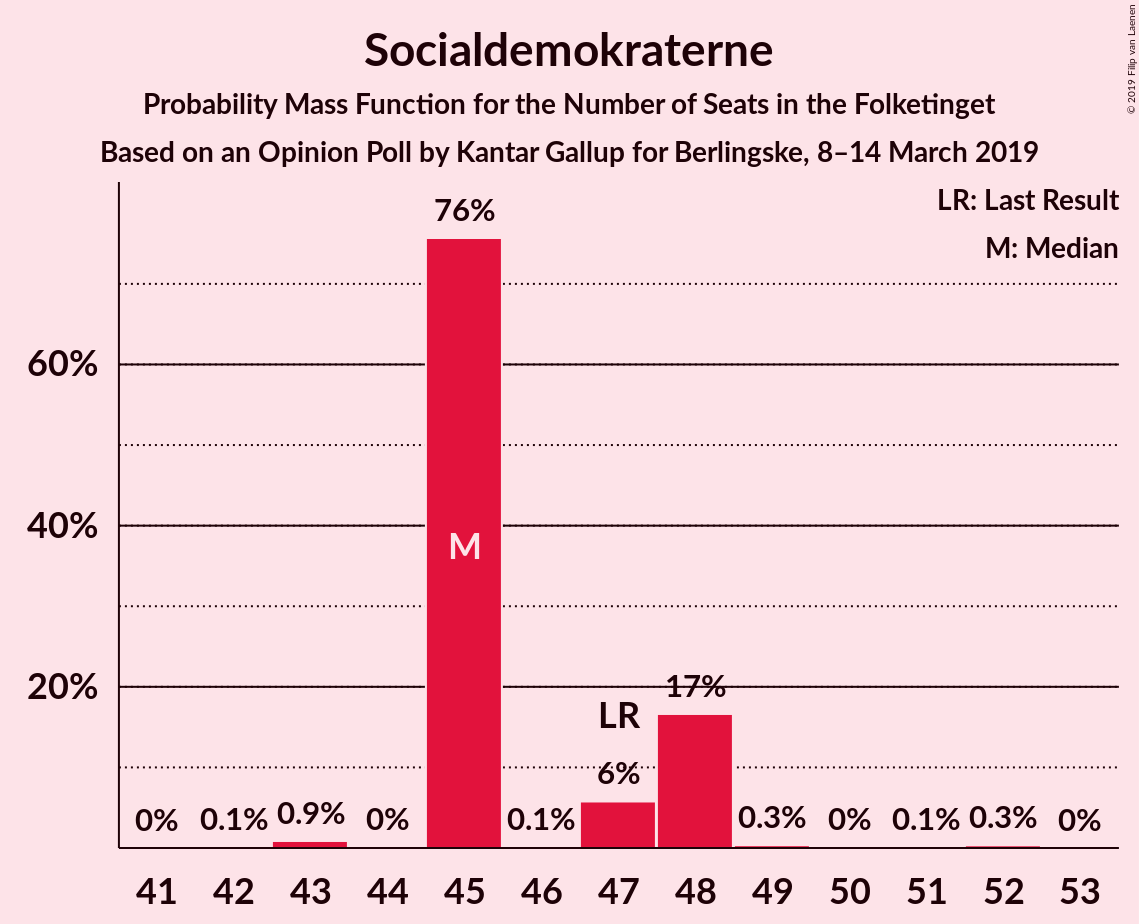 Socialdemokraterne
Probability Mass Function for the Number of Seats in the Folketinget
Based on an Opinion Poll by Kantar Gallup for Berlingske, 8–14 March 2019
© 2019 Filip van Laenen
LR: Last Result
M: Median
76%
60%
40%
M
20%
17%
LR
6%
0%
0.1%
0.9%
0%
0.1%
0.3%
0%
0.1%
0.3%
0%
41 42 43 44 45 46 47 48 49 50 51 52 53